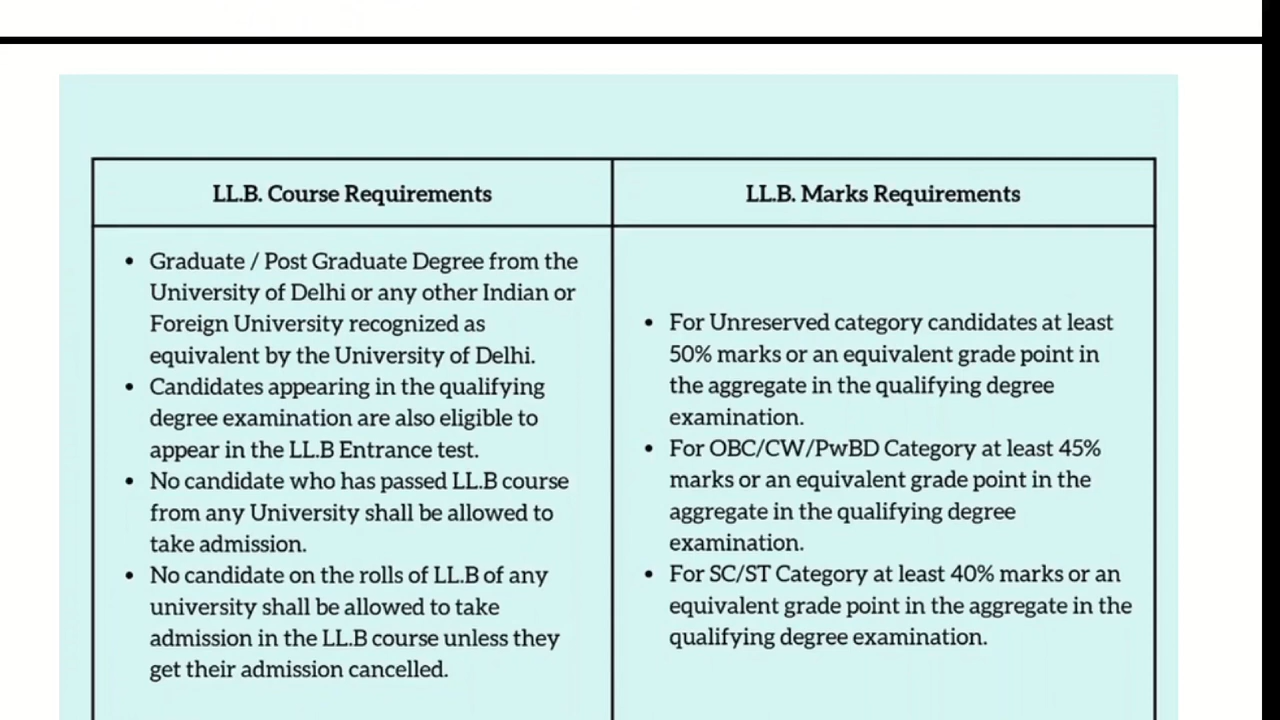 LL.B. Course Requirements
LL.B. Marks Requirements
• Graduate / Post Graduate Degree from the
University of Delhi or any other Indian or
Foreign University recognized as
equivalent by the University of Delhi.
• Candidates appearing in the qualifying
degree examination are also eligible to
appear in the LL.B Entrance test.
• No candidate who has passed LL.B course
from any University shall be allowed to
take admission.
• No candidate on the rolls of LL.B of any
university shall be allowed to take
admission in the LL.B course unless they
get their admission cancelled.
• For Unreserved category candidates at least
50% marks or an equivalent grade point in
the aggregate in the qualifying degree
examination.
• For OBC/CW/PwBD Category at least 45%
marks or an equivalent grade point in the
aggregate in the qualifying degree
examination.
• For SC/ST Category at least 40% marks or an
equivalent grade point in the aggregate in the
qualifying degree examination.